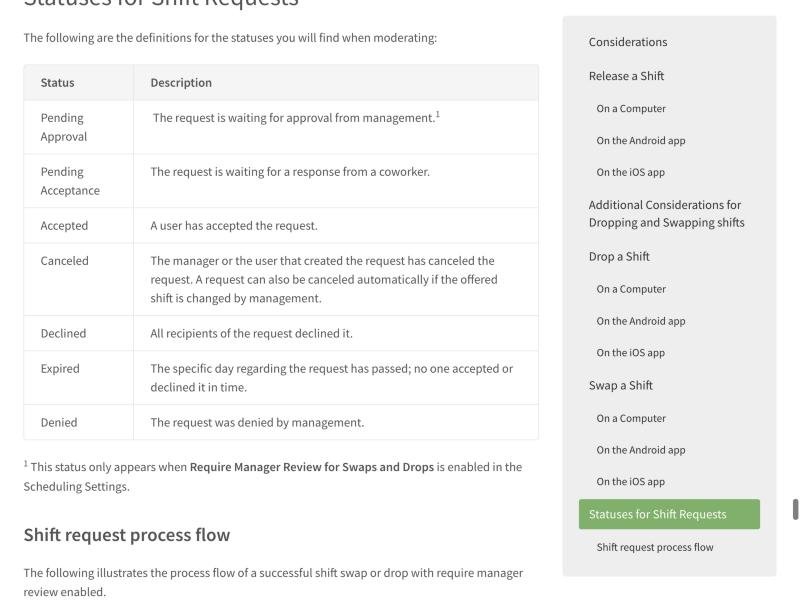 Statuses for Shift Requests
The following are the definitions for the statuses you will find when moderating:
Status Description
Pending Approval The request is waiting for approval from management.1
Pending Acceptance The request is waiting for a response from a coworker.
Accepted A user has accepted the request.
Canceled The manager or the user that created the request has canceled the
request. A request can also be canceled automatically if the offered
shift is changed by management.
Declined All recipients of the request declined it.
Expired The specific day regarding the request has passed; no one accepted or
declined it in time.
Denied The request was denied by management.
1 This status only appears when Require Manager Review for Swaps and Drops is enabled in the
Scheduling Settings.
Shift request process flow
The following illustrates the process flow of a successful shift swap or drop with require manager
review enabled.
Considerations
Release a Shift
On a Computer
On the Android app
On the iOS app
Additional Considerations for
Dropping and Swapping shifts
Drop a Shift
On a Computer
On the Android app
On the iOS app
Swap a Shift
On a Computer
On the Android app
On the iOS app
Statuses for Shift Requests
Shift request process flow